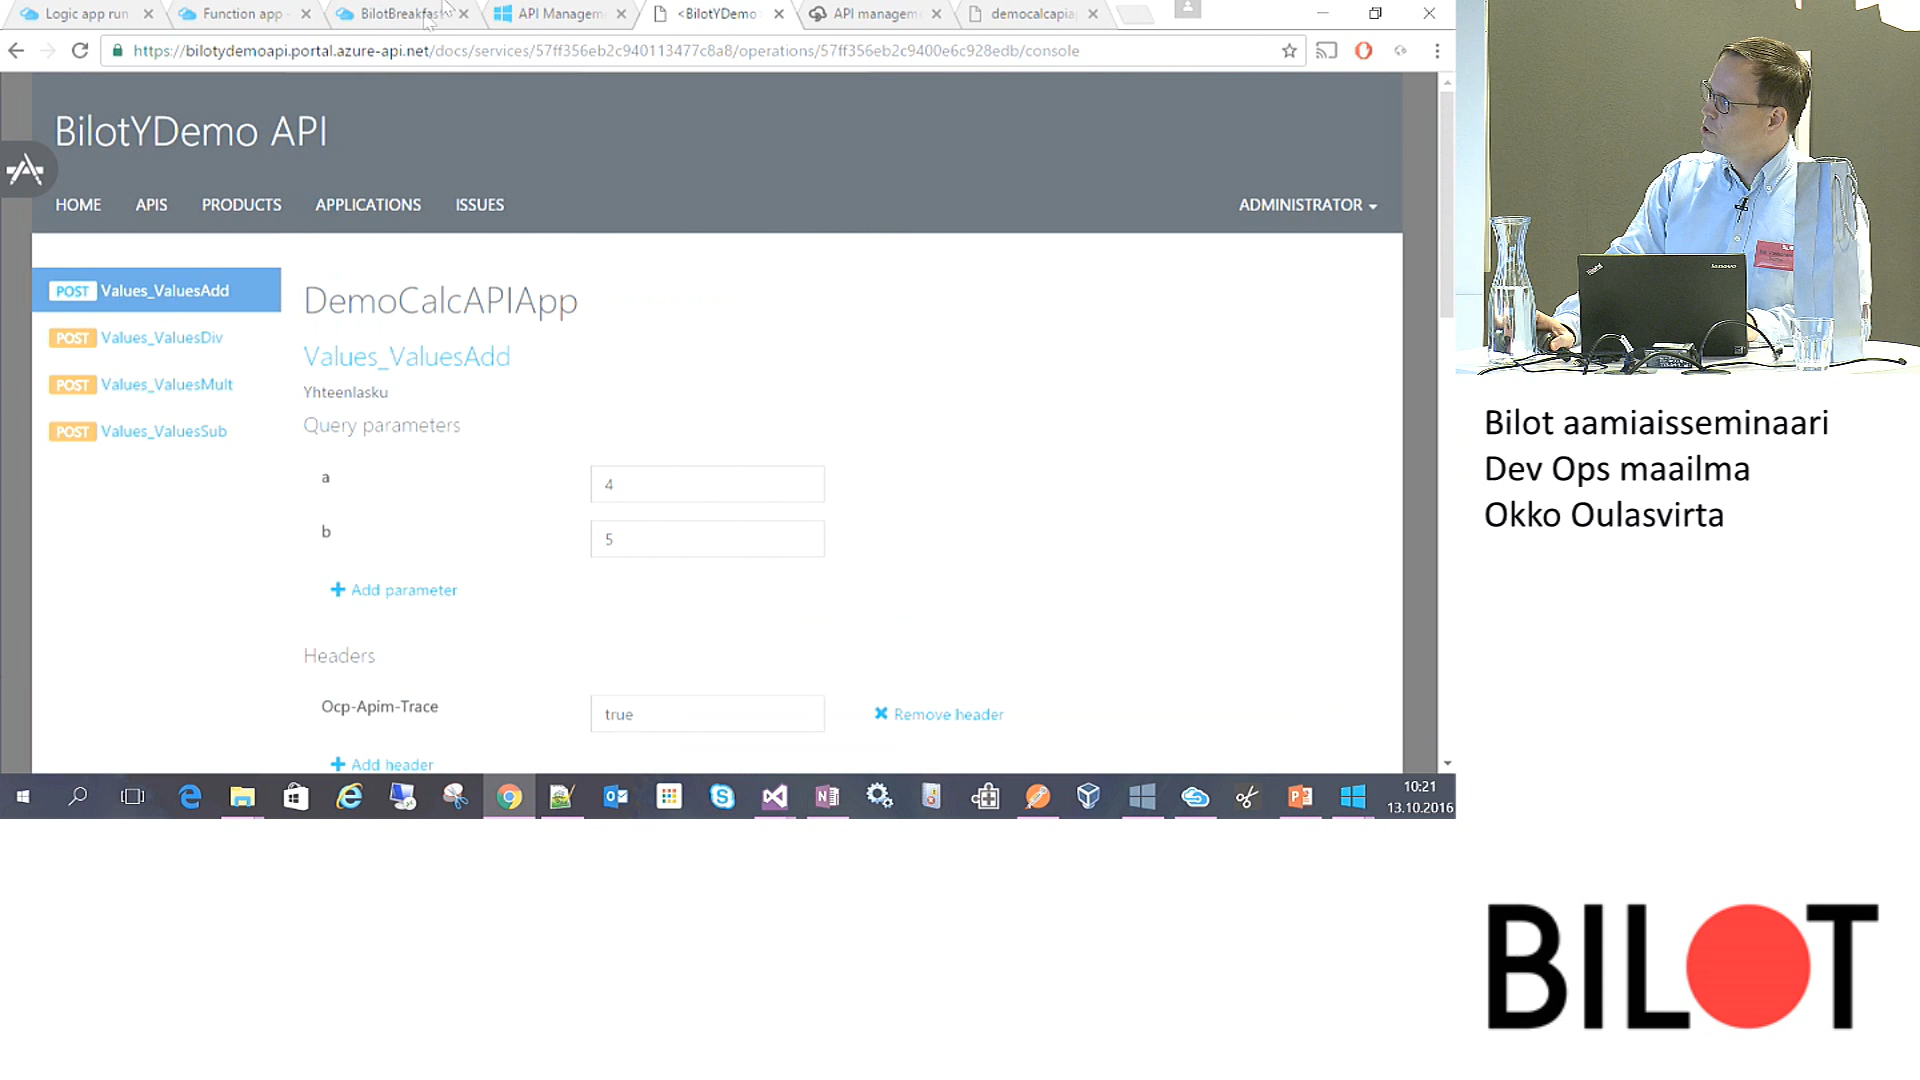 Logic app run
Function app -
BilotBreakfast
API Managem
<BilotYDemo
API managem
democalcapia
https://bilotydemoapi.portal.azure-api.net/docs/services/57ff356eb2c940113477c8a8/operations/57ff356eb2c9400e6c928edb/console
BilotYDemo API
HOME
APIS
PRODUCTS
APPLICATIONS
ISSUES
ADMINISTRATOR
POST Values_ValuesAdd
POST Values_ValuesDiv
POST Values_ValuesMult
POST Values_ValuesSub
DemoCalcAPIApp
Values_ValuesAdd
Yhteenlasku
Query parameters
a
4
b
5
Add parameter
Headers
Ocp-Apim-Trace
true
Remove header
Add header
10:21
13.10.2016
lenovo
Bilot aamiaisseminaari
Dev Ops maailma
Okko Oulasvirta
BILOT